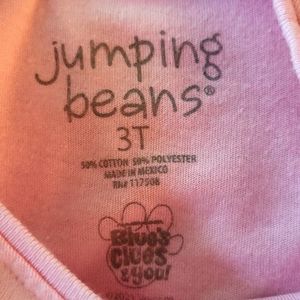 jumping
beans®
3T
50% COTTON 50% POLYESTER
MADE IN MEXICO
RN# 117508
Blue's
Clues
& you!